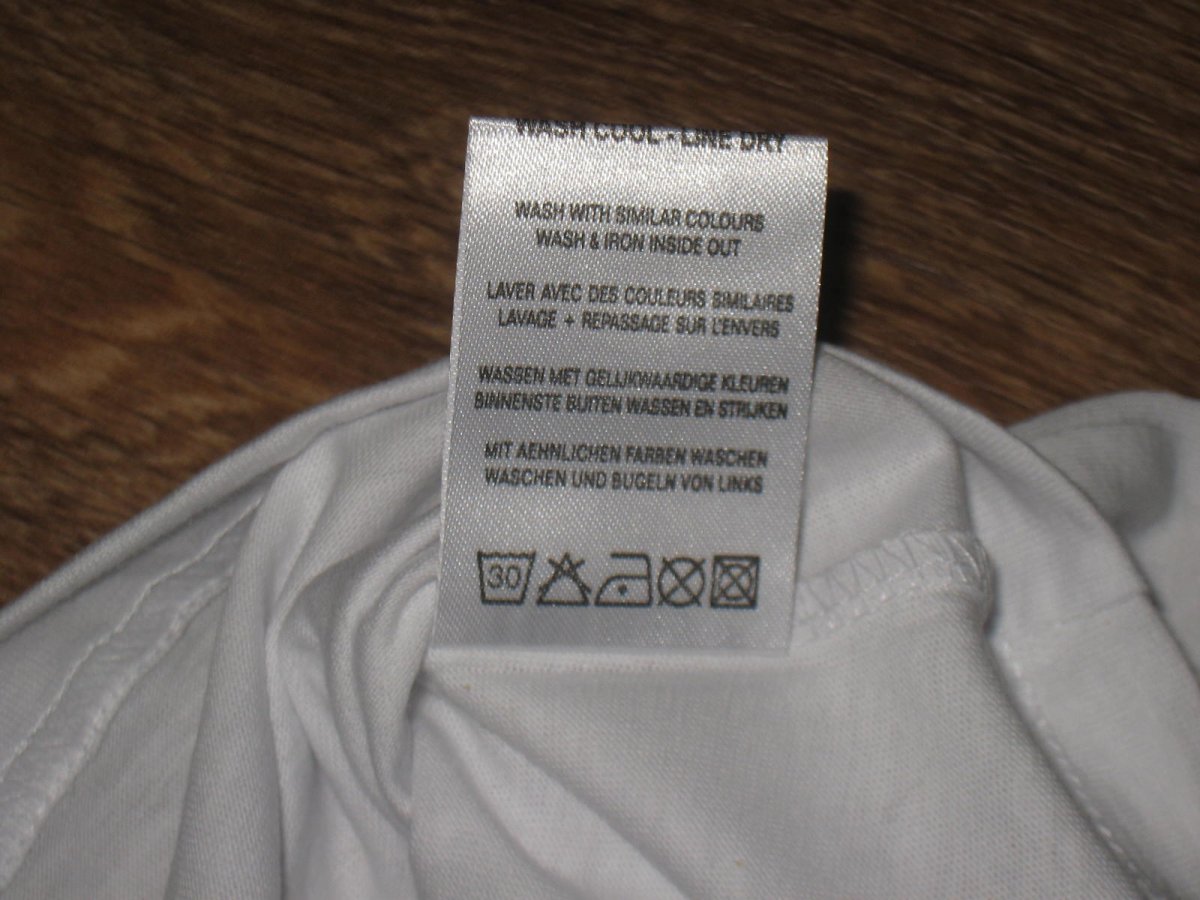 WASH COOL - LINE DRY
WASH WITH SIMILAR COLOURS
WASH & IRON INSIDE OUT
LAVER AVEC DES COULEURS SIMILAIRES
LAVAGE + REPASSAGE SUR L'ENVERS
WASSEN MET GELIJKWAARDIGE KLEUREN
BINNENSTE BUITEN WASSEN EN STRIJKEN
MIT AEHNLICHEN FARBEN WASCHEN
WASCHEN UND BUGELN VON LINKS
30